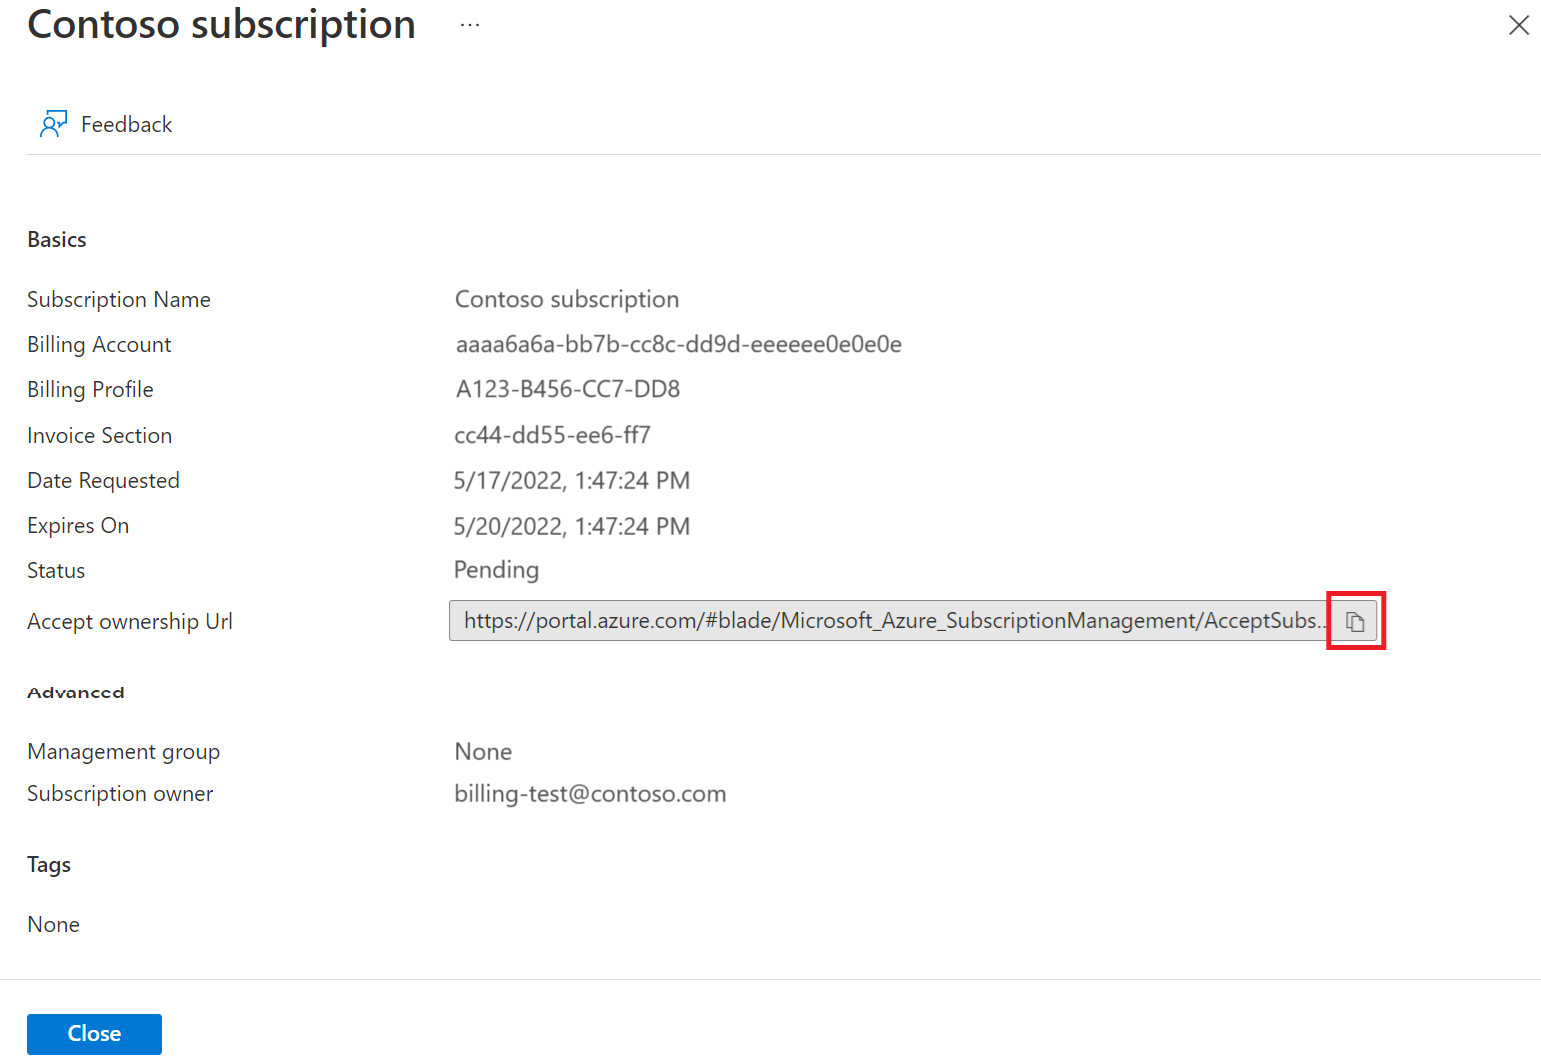 Contoso subscription ...
Feedback
Basics
Subscription Name Contoso subscription
Billing Account aaaa6a6a-bb7b-cc8c-dd9d-eeeeee0e0e0e
Billing Profile A123-B456-CC7-DD8
Invoice Section cc44-dd55-ee6-ff7
Date Requested 5/17/2022, 1:47:24 PM
Expires On 5/20/2022, 1:47:24 PM
Status Pending
Accept ownership Url https://portal.azure.com/#blade/Microsoft_Azure_SubscriptionManagement/AcceptSubs..
Advanced
Management group None
Subscription owner billing-test@contoso.com
Tags
None
Close